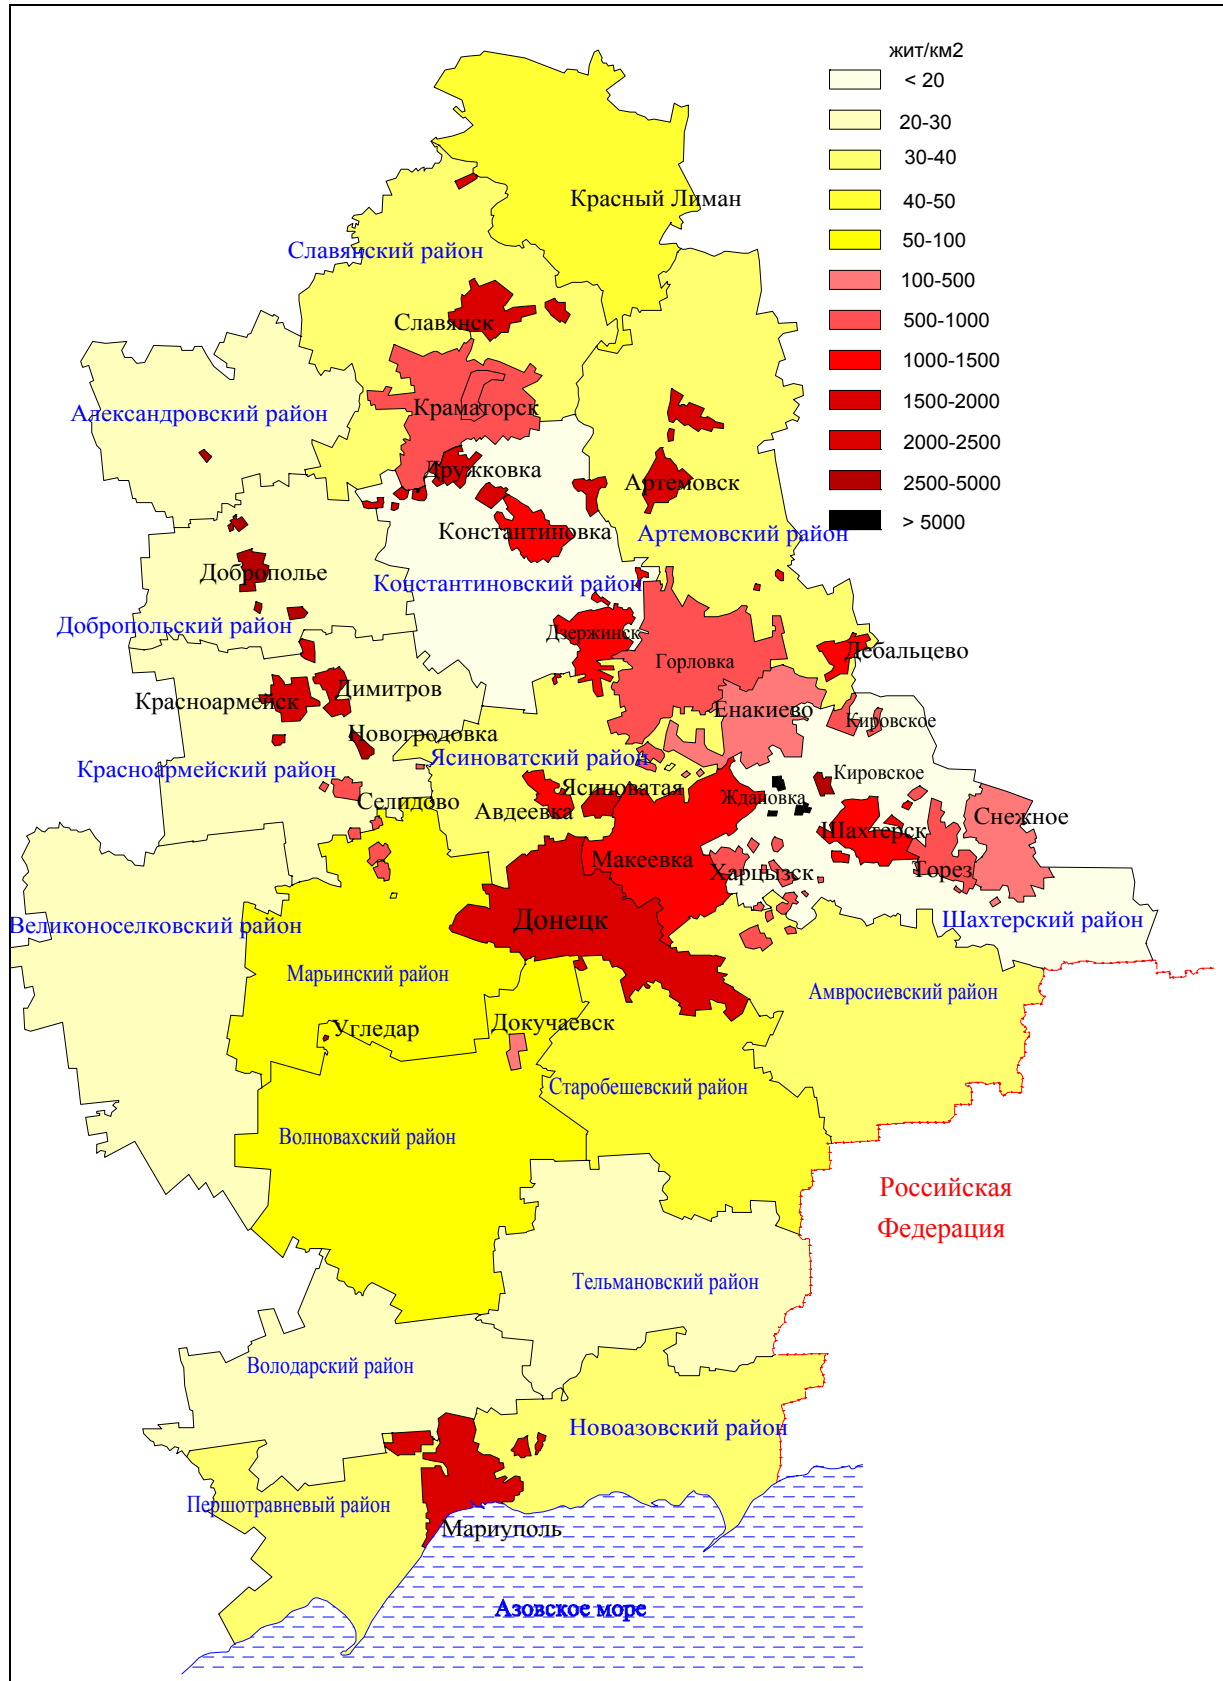 жит/км2
< 20
20-30
30-40
40-50
50-100
100-500
500-1000
1000-1500
1500-2000
2000-2500
2500-5000
> 5000
Красный Лиман
Славянский район
Славянск
Александровский район
Краматорск
Дружковка
Артемовск
Константиновка
Артемовский район
Доброполье
Константиновский район
Добропольский район
Дзержинск
Горловка
Дебальцево
Красноармейск
Димитров
Енакиево
Кировское
Новогродовка
Красноармейский район
Ясиноватский район
Кировское
Селидово
Авдеевка
Ясиноватая
Ждановка
Шахтерск
Снежное
Макеевка
Харцызск
Торез
Великоноселковский район
Донецк
Шахтерский район
Марьинский район
Амвросиевский район
Угледар
Докучаевск
Старобешевский район
Волновахский район
Российская
Федерация
Тельмановский район
Володарский район
Новоазовский район
Першотравневый район
Мариуполь
Азовское море